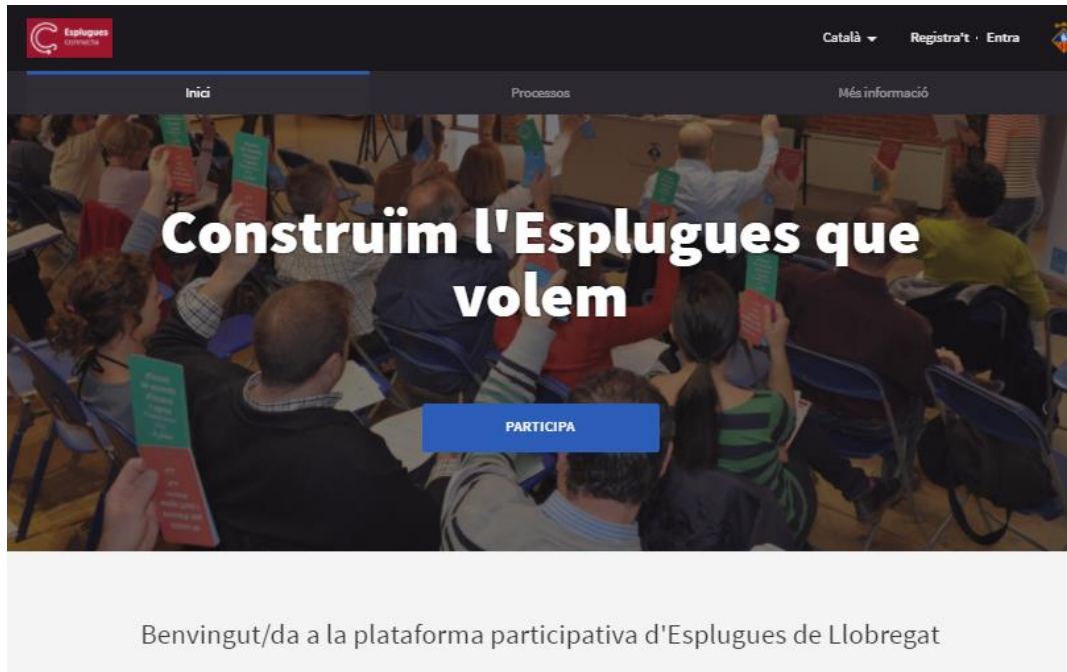 Esplugues
connecta
Català
Registra't · Entra
Inici
Processos
Més informació
Construïm l'Esplugues que
volem
PARTICIPA
Benvingut/da a la plataforma participativa d'Esplugues de Llobregat